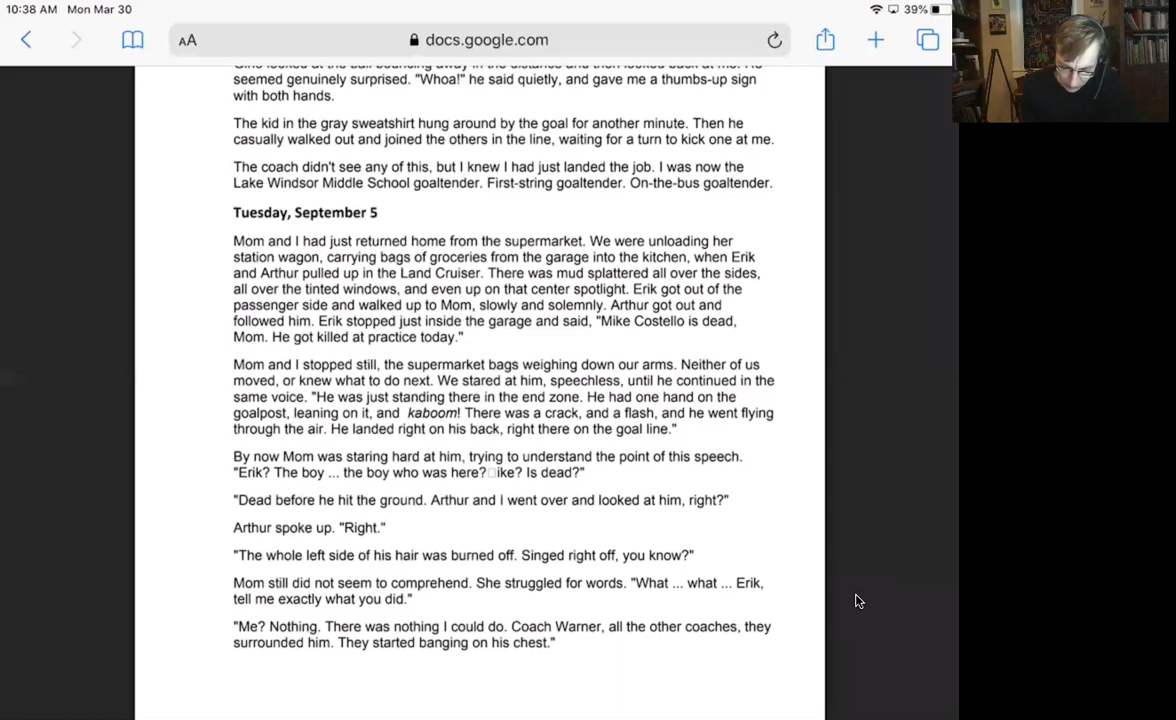 10:38 AM Mon Mar 30
39%
AA
docs.google.com
seemed genuinely surprised. "Whoa!" he said quietly, and gave me a thumbs-up sign
with both hands.
The kid in the gray sweatshirt hung around by the goal for another minute. Then he
casually walked out and joined the others in the line, waiting for a turn to kick one at me.
The coach didn't see any of this, but I knew I had just landed the job. I was now the
Lake Windsor Middle School goaltender. First-string goaltender. On-the-bus goaltender.
Tuesday, September 5
Mom and I had just returned home from the supermarket. We were unloading her
station wagon, carrying bags of groceries from the garage into the kitchen, when Erik
and Arthur pulled up in the Land Cruiser. There was mud splattered all over the sides,
all over the tinted windows, and even up on that center spotlight. Erik got out of the
passenger side and walked up to Mom, slowly and solemnly. Arthur got out and
followed him. Erik stopped just inside the garage and said, "Mike Costello is dead,
Mom. He got killed at practice today."
Mom and I stopped still, the supermarket bags weighing down our arms. Neither of us
moved, or knew what to do next. We stared at him, speechless, until he continued in the
same voice. "He was just standing there in the end zone. He had one hand on the
goalpost, leaning on it, and kaboom! There was a crack, and a flash, and he went flying
through the air. He landed right on his back, right there on the goal line."
By now Mom was staring hard at him, trying to understand the point of this speech.
"Erik? The boy ... the boy who was here? ike? Is dead?"
"Dead before he hit the ground. Arthur and I went over and looked at him, right?"
Arthur spoke up. "Right."
"The whole left side of his hair was burned off. Singed right off, you know?"
Mom still did not seem to comprehend. She struggled for words. "What ... what ... Erik,
tell me exactly what you did."
"Me? Nothing. There was nothing I could do. Coach Warner, all the other coaches, they
surrounded him. They started banging on his chest."